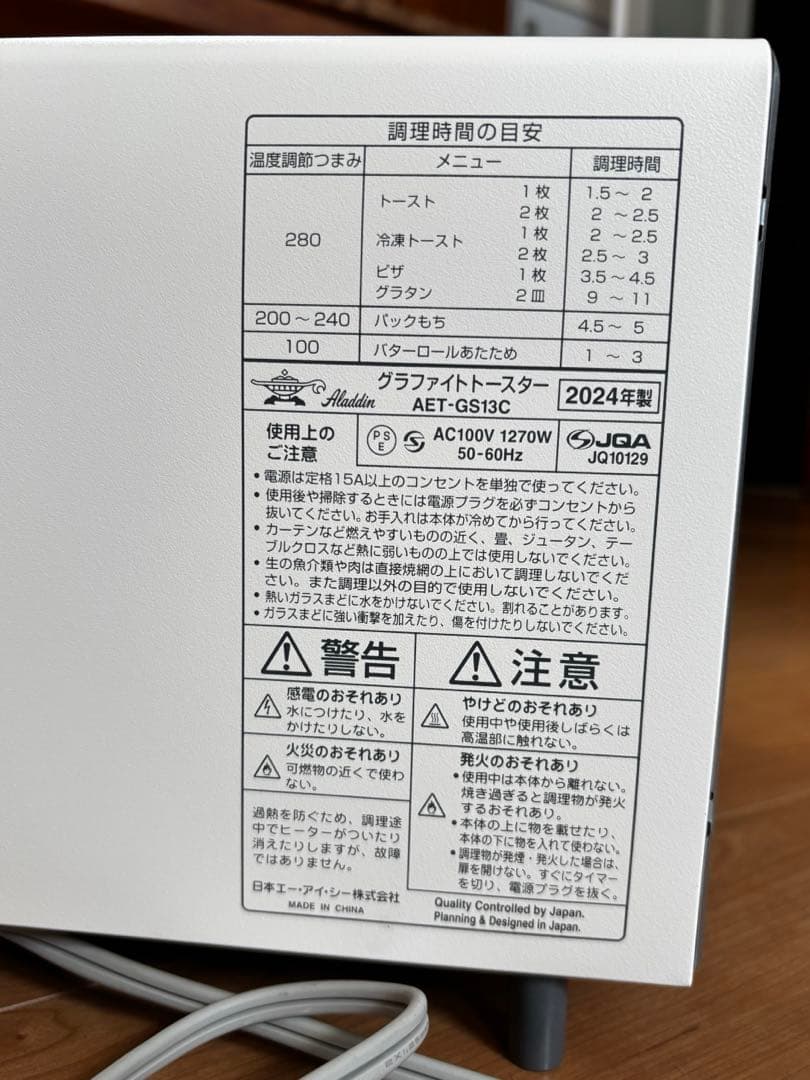 調理時間の目安
温度調節つまみ メニュー 調理時間
280 トースト 1枚 1.5～ 2
2枚 2 ～2.5
冷凍トースト 1枚 2 ～2.5
2枚 2.5～ 3
ピザ 1枚 3.5～4.5
グラタン 2皿 9 ～11
200～240 パックもち 4.5～ 5
100 バターロールあたため 1 ～ 3
Aladdin グラファイトトースター
AET-GS13C 2024年製
使用上の
ご注意
PSE AC100V 1270W
50-60Hz
JQA
JQ10129
•電源は定格15A以上のコンセントを単独で使ってください。
•使用後や掃除するときには電源プラグを必ずコンセントから
抜いてください。お手入れは本体が冷めてから行ってください。
•カーテンなど燃えやすいものの近く、畳、ジュータン、テー
ブルクロスなど熱に弱いものの上では使用しないでください。
•生の魚介類や肉は直接焼網の上において調理しないでくだ
さい。また調理以外の目的で使用しないでください。
•熱いガラスまどに水をかけないでください。割れることがあります。
•ガラスまどに強い衝撃を加えたり、傷を付けたりしないでください。
警告
感電のおそれあり
水につけたり、水を
かけたりしない。
火災のおそれあり
可燃物の近くで使わ
ない。
過熱を防ぐため、調理途
中でヒーターがついたり
消えたりしますが、故障
ではありません。
日本エー・アイ・シー株式会社
MADE IN CHINA
注意
やけどのおそれあり
使用中や使用後しばらくは
高温部に触れない。
発火のおそれあり
•使用中は本体から離れない。
焼き過ぎると調理物が発火
するおそれあり。
•本体の上に物を載せたり、
本体の下に物を入れて使わない。
•調理物が発煙・発火した場合は、
扉を開けない。すぐにタイマー
を切り、電源プラグを抜く。
Quality Controlled by Japan.
Planning & Designed in Japan.